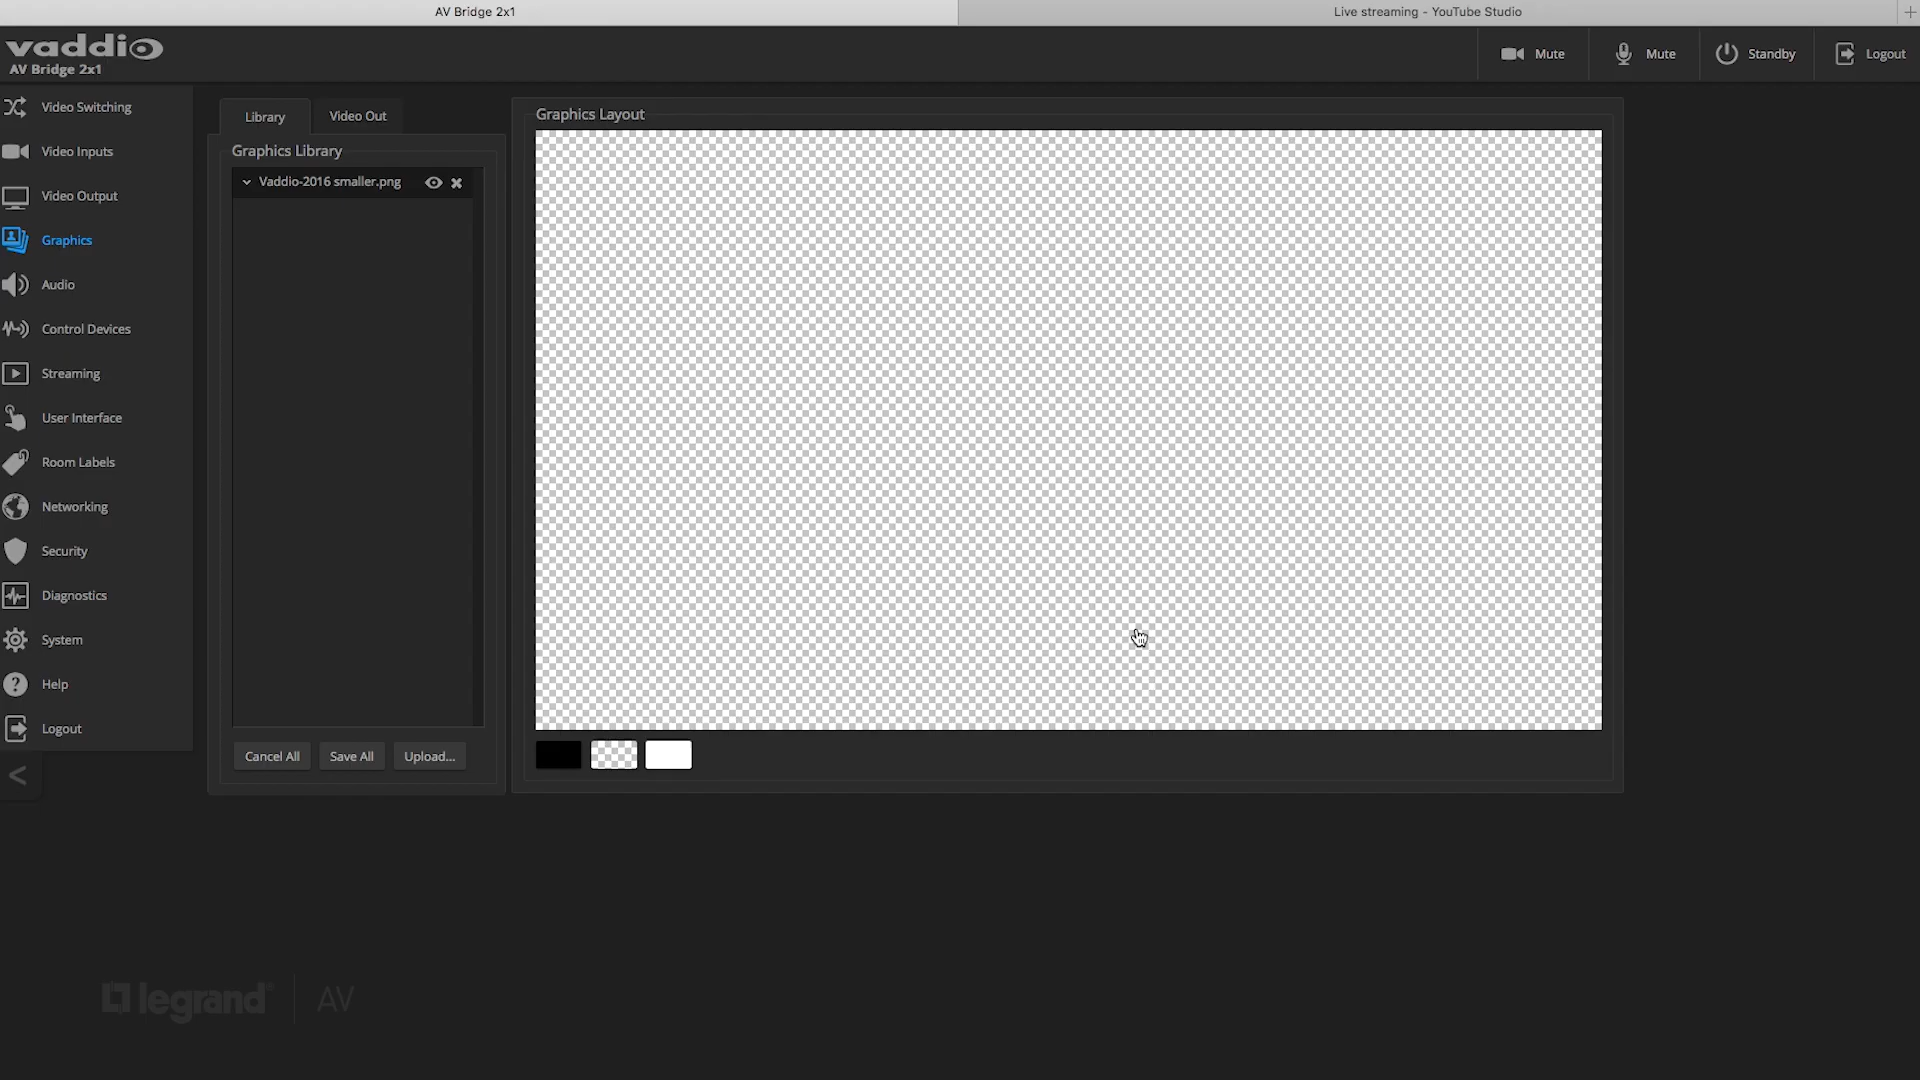 AV Bridge 2x1
Live streaming - YouTube Studio
vaddio
AV Bridge 2x1
Mute
Mute
Standby
Logout
Video Switching
Video Inputs
Video Output
Graphics
Audio
Control Devices
Streaming
User Interface
Room Labels
Networking
Security
Diagnostics
System
Help
Logout
Library
Video Out
Graphics Library
Vaddio-2016 smaller.png
Cancel All
Save All
Upload...
Graphics Layout
legrand® | AV